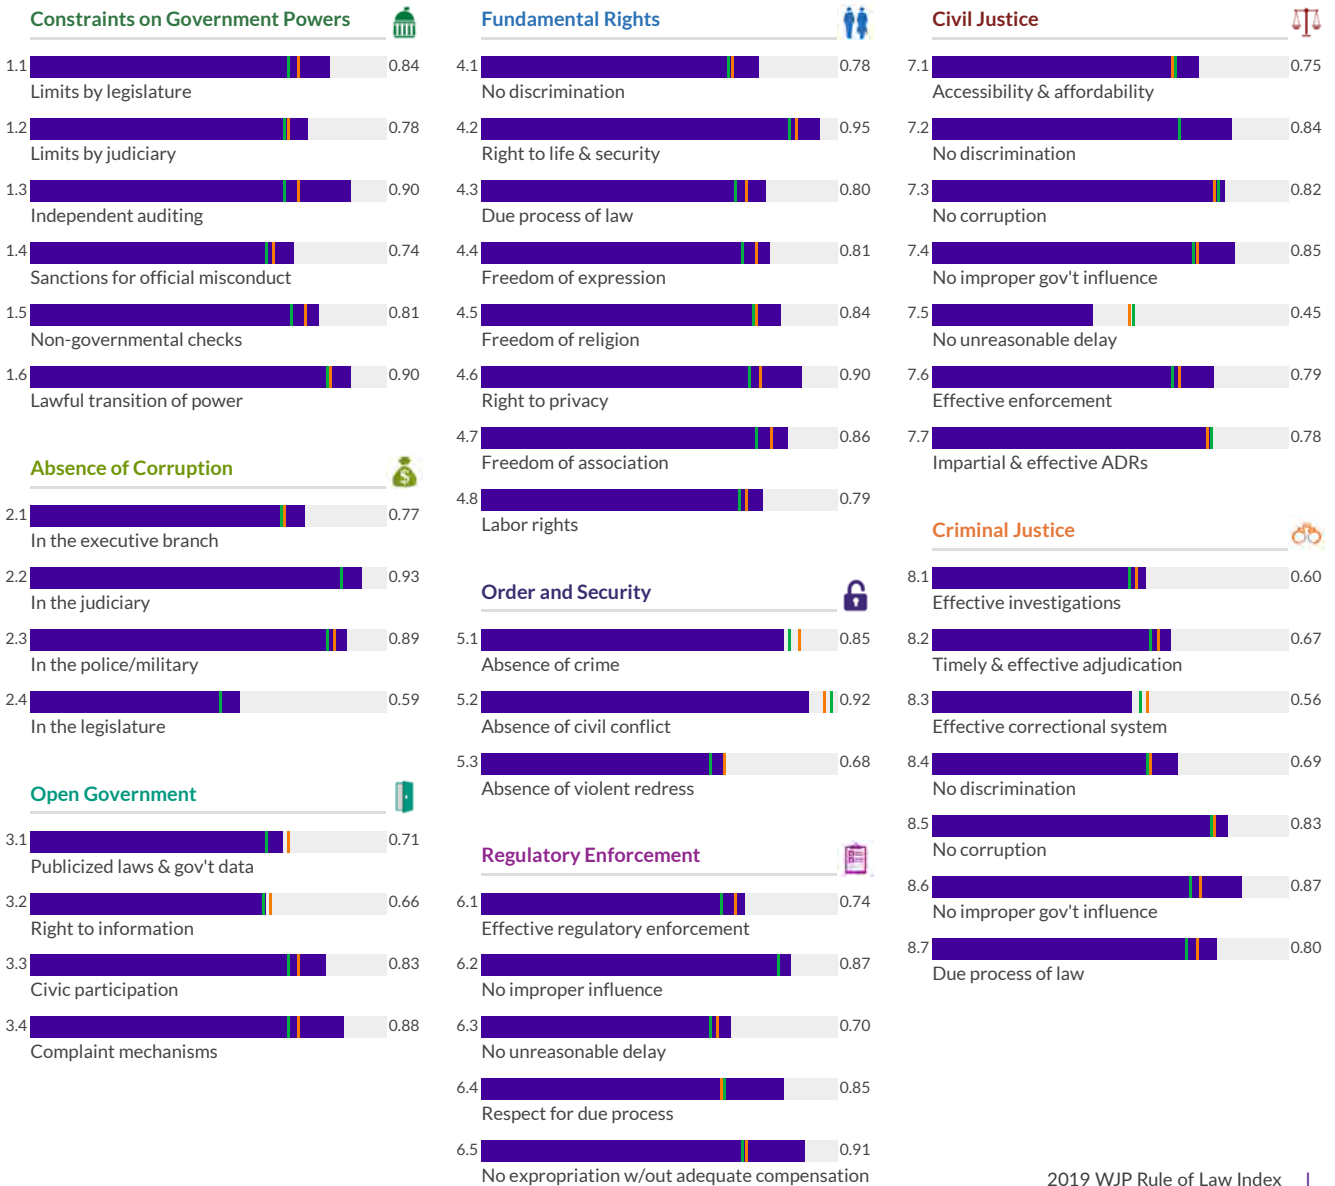 Constraints on Government Powers
1.1 0.84
Limits by legislature
1.2 0.78
Limits by judiciary
1.3 0.90
Independent auditing
1.4 0.74
Sanctions for official misconduct
1.5 0.81
Non-governmental checks
1.6 0.90
Lawful transition of power
Absence of Corruption
$
2.1 0.77
In the executive branch
2.2 0.93
In the judiciary
2.3 0.89
In the police/military
2.4 0.59
In the legislature
Open Government
3.1 0.71
Publicized laws & gov't data
3.2 0.66
Right to information
3.3 0.83
Civic participation
3.4 0.88
Complaint mechanisms
Fundamental Rights
4.1 0.78
No discrimination
4.2 0.95
Right to life & security
4.3 0.80
Due process of law
4.4 0.81
Freedom of expression
4.5 0.84
Freedom of religion
4.6 0.90
Right to privacy
4.7 0.86
Freedom of association
4.8 0.79
Labor rights
Order and Security
5.1 0.85
Absence of crime
5.2 0.92
Absence of civil conflict
5.3 0.68
Absence of violent redress
Regulatory Enforcement
6.1 0.74
Effective regulatory enforcement
6.2 0.87
No improper influence
6.3 0.70
No unreasonable delay
6.4 0.85
Respect for due process
6.5 0.91
No expropriation w/out adequate compensation
Civil Justice
7.1 0.75
Accessibility & affordability
7.2 0.84
No discrimination
7.3 0.82
No corruption
7.4 0.85
No improper gov't influence
7.5 0.45
No unreasonable delay
7.6 0.79
Effective enforcement
7.7 0.78
Impartial & effective ADRs
Criminal Justice
8.1 0.60
Effective investigations
8.2 0.67
Timely & effective adjudication
8.3 0.56
Effective correctional system
8.4 0.69
No discrimination
8.5 0.83
No corruption
8.6 0.87
No improper gov't influence
8.7 0.80
Due process of law
2019 WJP Rule of Law Index |